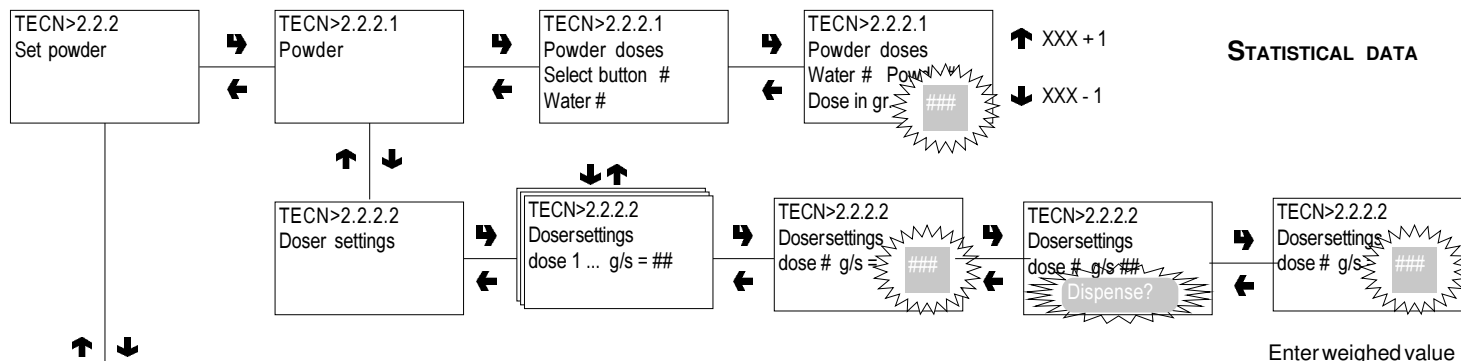 TECN>2.2.2
Set powder
TECN>2.2.2.1
Powder
TECN>2.2.2.1
Powder doses
Select button #
Water #
TECN>2.2.2.1
Powder doses
Water #
Dose in gr.
###
XXX + 1
XXX - 1
STATISTICAL DATA
TECN>2.2.2.2
Doser settings
TECN>2.2.2.2
Dosersettings
dose 1 ... g/s = ##
TECN>2.2.2.2
Dosersettings
dose # g/s =
###
TECN>2.2.2.2
Dosersettings
dose # g/s ##
Dispense?
TECN>2.2.2.2
Dosersettings
dose # g/s
###
Enter weighed value